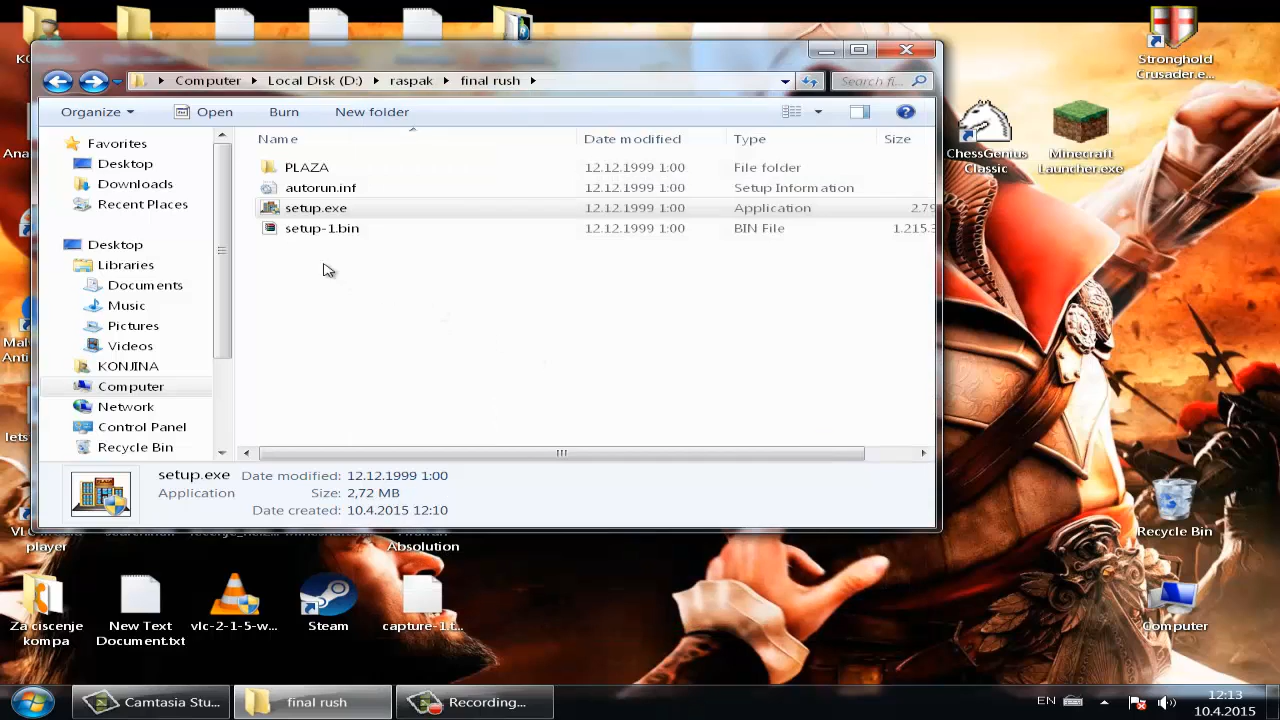 Computer
Local Disk (D:)
raspak
final rush
Search fi...
Organize
Open
Burn
New folder
Name
Date modified
Type
Size
PLAZA
12.12.1999 1:00
File folder
autorun.inf
12.12.1999 1:00
Setup Information
setup.exe
12.12.1999 1:00
Application
2.79
setup-1.bin
12.12.1999 1:00
BIN File
1.215.3
Favorites
Desktop
Downloads
Recent Places
Desktop
Libraries
Documents
Music
Pictures
Videos
KONJINA
Computer
Network
Control Panel
Recycle Bin
setup.exe
Application
Date modified: 12.12.1999 1:00
Size: 2,72 MB
Date created: 10.4.2015 12:10
Stronghold
Crusader.e...
ChessGenius
Classic
Minecraft
Launcher.exe
Recycle Bin
Computer
player
Absolution
Za ciscenje
kompa
New Text
Document.txt
vlc-2-1-5-w...
Steam
capture-1.t...
Camtasia Stu...
final rush
Recording...
EN
12:13
10.4.2015